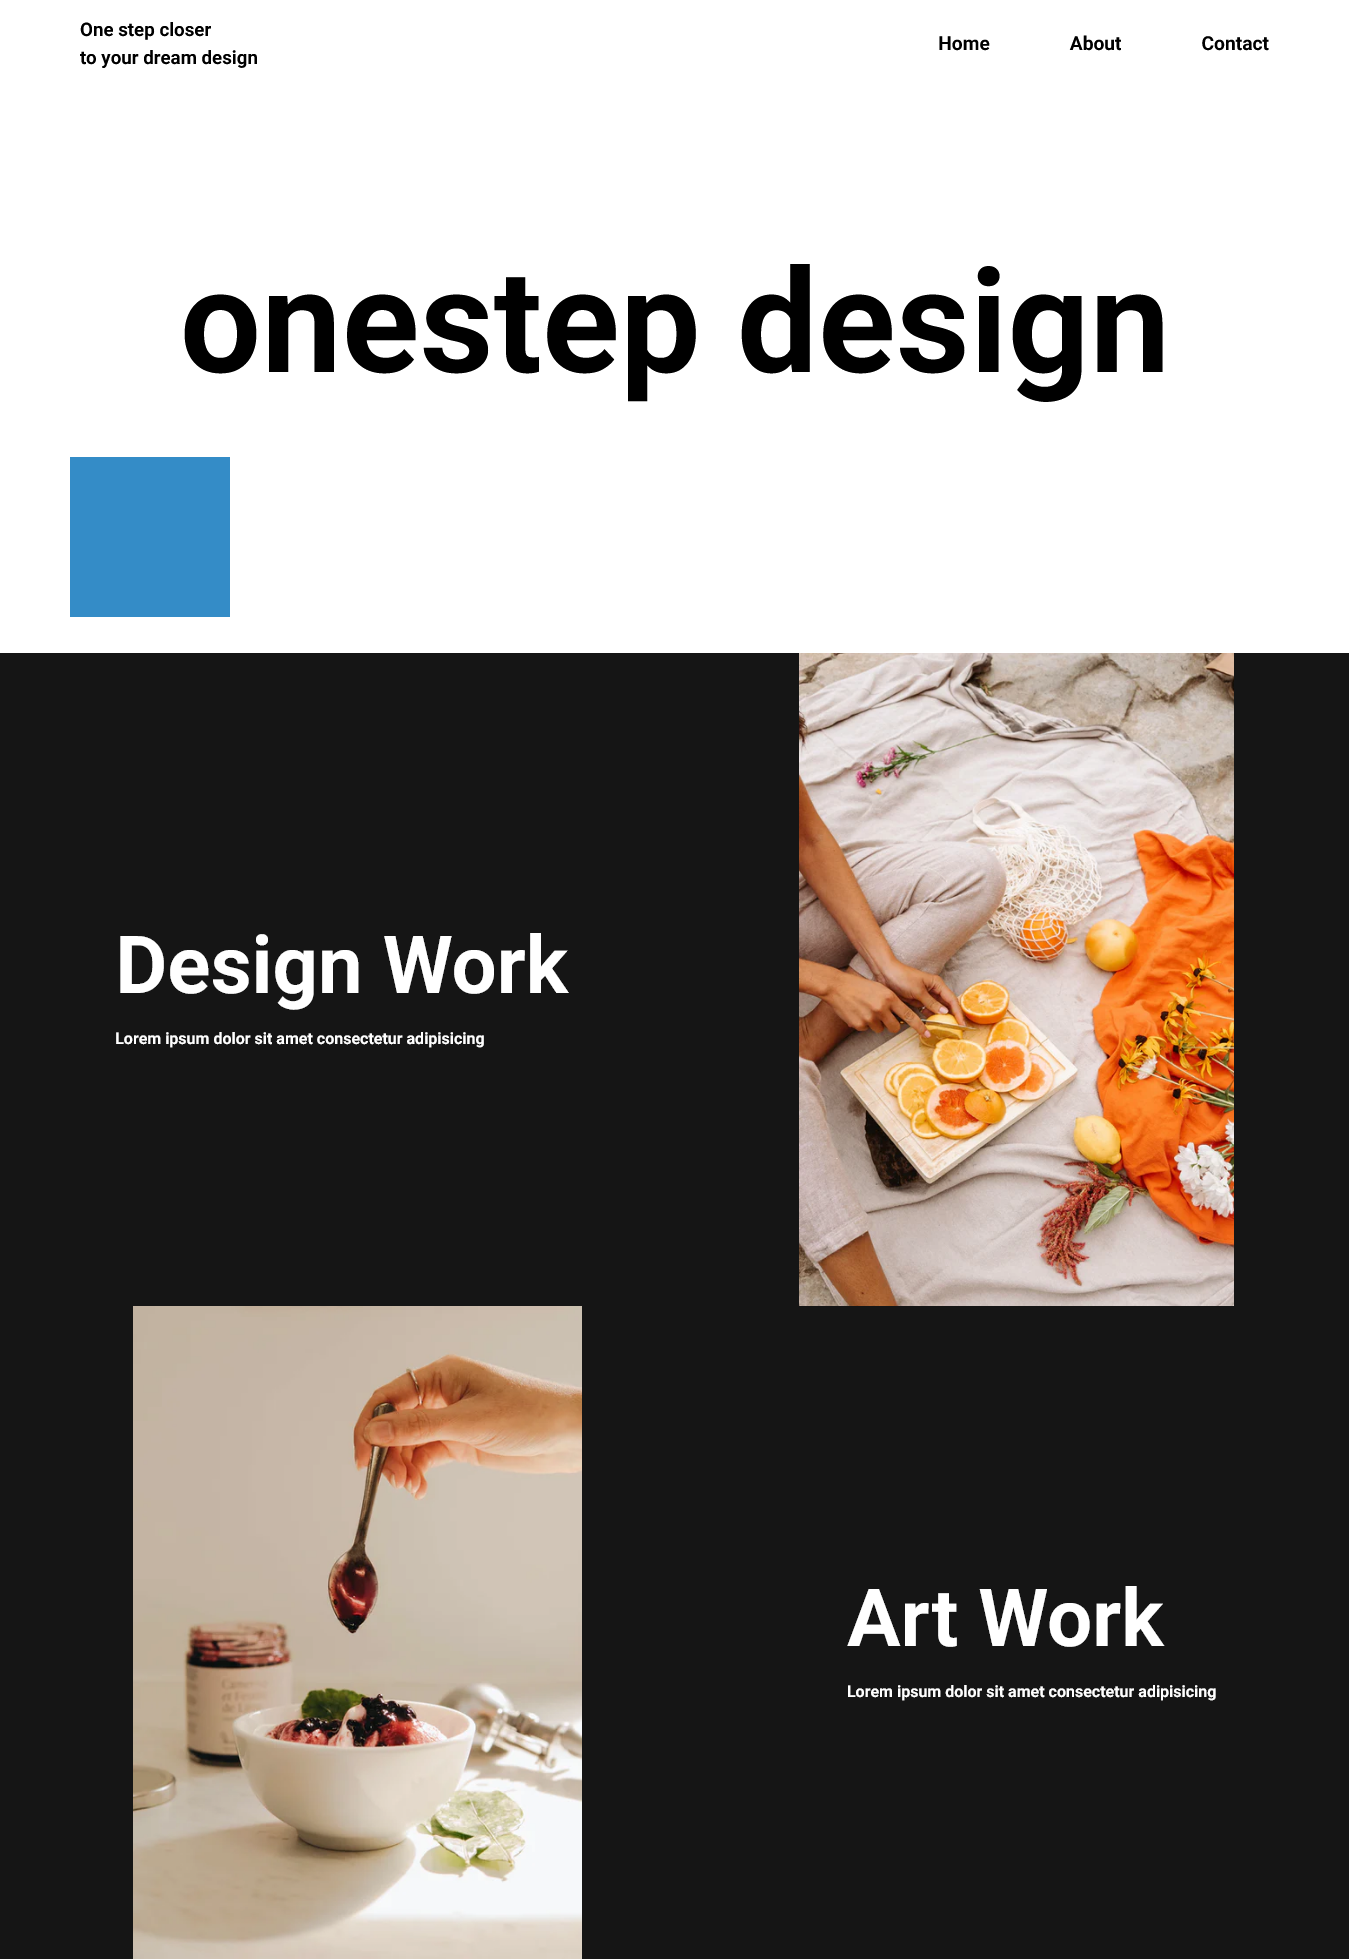 One step closer
to your dream design
Home About Contact
onestep design
Design Work
Lorem ipsum dolor sit amet consectetur adipisicing
Art Work
Lorem ipsum dolor sit amet consectetur adipisicing